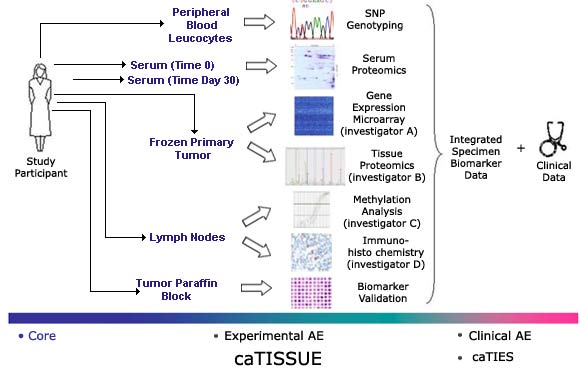 Peripheral
Blood
Leucocytes
SNP
Genotyping
Serum (Time 0)
Serum (Time Day 30)
Serum
Proteomics
Study
Participant
Frozen Primary
Tumor
Gene
Expression
Microarray
(investigator A)
Tissue
Proteomics
(investigator B)
Lymph Nodes
Methylation
Analysis
(investigator C)
Immuno-
histo chemistry
(investigator D)
Tumor Paraffin
Block
Biomarker
Validation
Integrated
Specimen
Biomarker
Data
+
Clinical
Data
• Core
• Experimental AE
• Clinical AE
caTISSUE
• caTIES